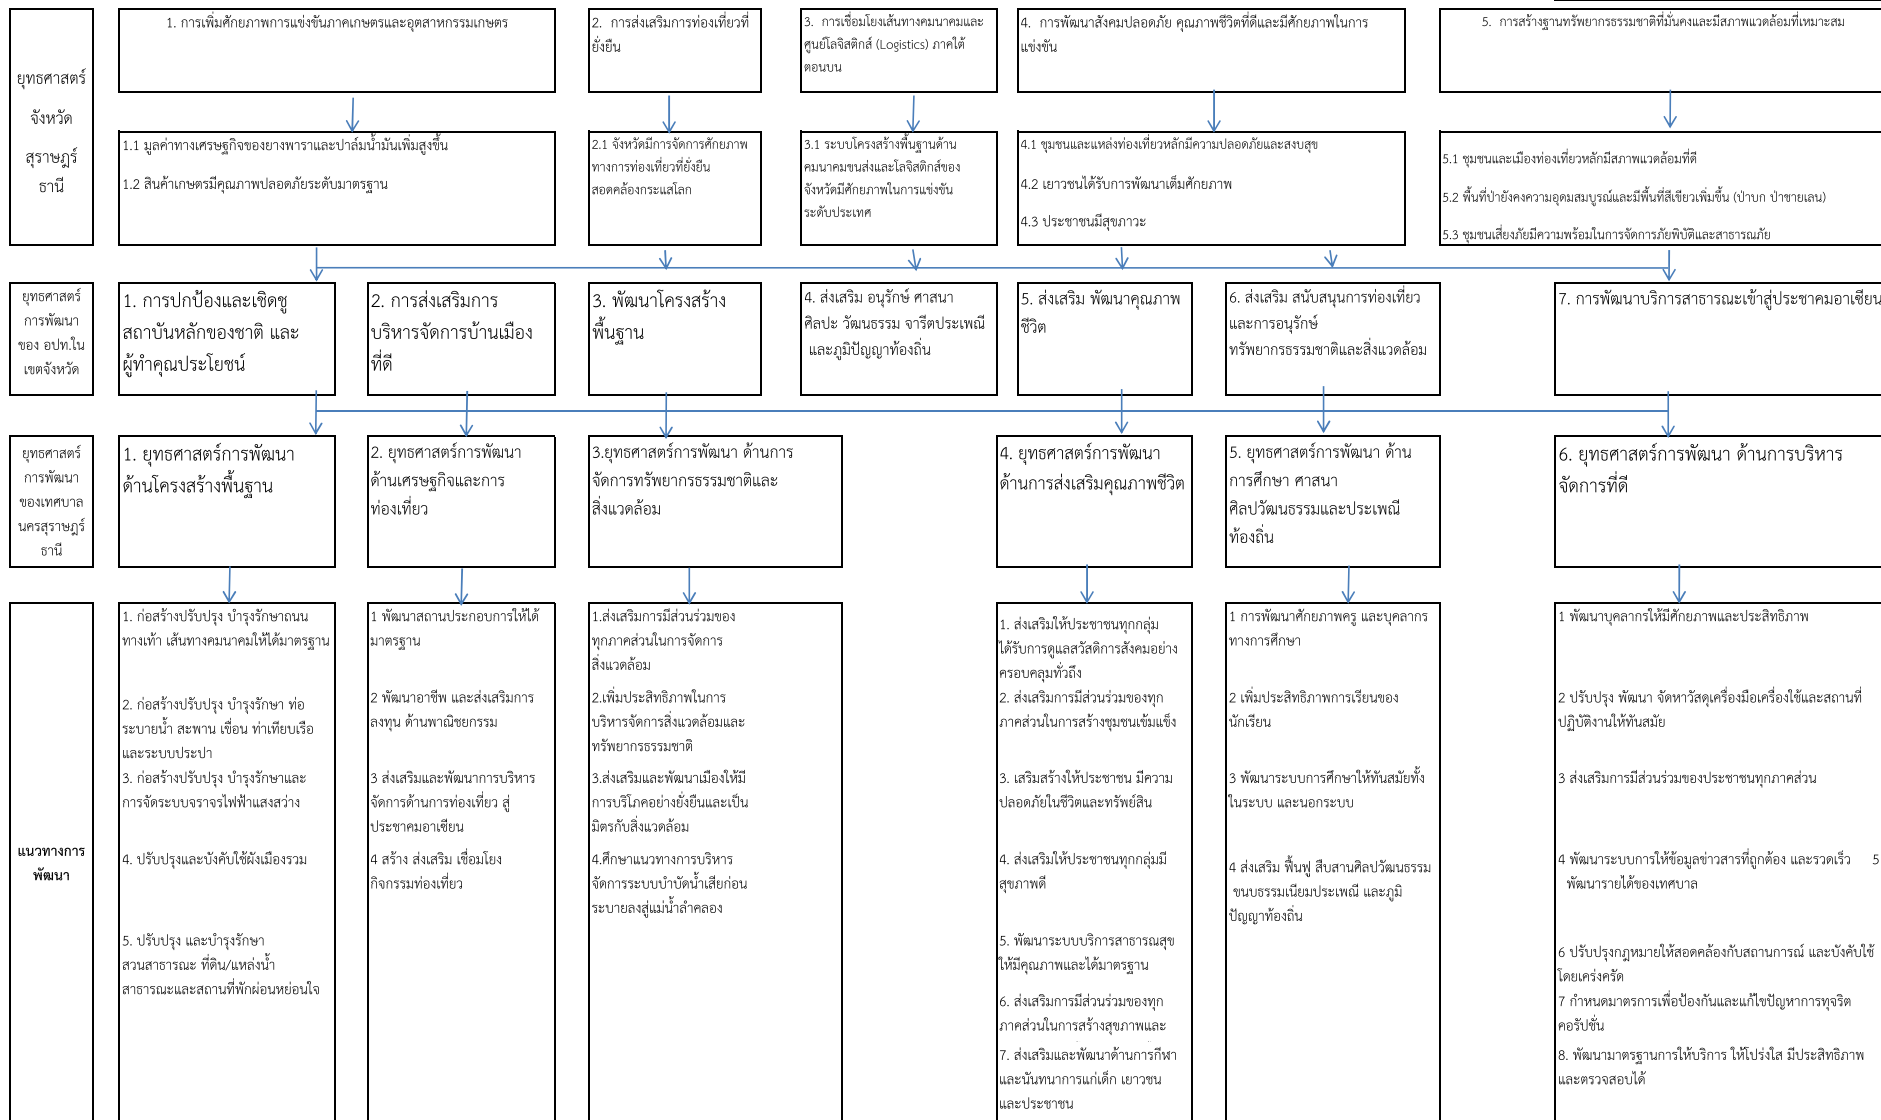 ยุทธศาสตร์
จังหวัด
สุราษฎร์
ธานี
1. การเพิ่มศักยภาพการแข่งขันภาคเกษตรและอุตสาหกรรมเกษตร
2. การส่งเสริมการท่องเที่ยวที่
ยั่งยืน
3. การเชื่อมโยงเส้นทางคมนาคมและ
ศูนย์โลจิสติกส์ (Logistics) ภาคใต้
ตอนบน
4. การพัฒนาสังคมปลอดภัย คุณภาพชีวิตที่ดีและมีศักยภาพในการ
แข่งขัน
5. การสร้างฐานทรัพยากรธรรมชาติที่มั่นคงและมีสภาพแวดล้อมที่เหมาะสม
1.1 มูลค่าทางเศรษฐกิจของยางพาราและปาล์มน้ำมันเพิ่มสูงขึ้น
1.2 สินค้าเกษตรมีคุณภาพปลอดภัยระดับมาตรฐาน
2.1 จังหวัดมีการจัดการศักยภาพ
ทางการท่องเที่ยวที่ยั่งยืน
สอดคล้องกระแสโลก
3.1 ระบบโครงสร้างพื้นฐานด้าน
คมนาคมขนส่งและโลจิสติกส์ของ
จังหวัดมีศักยภาพในการแข่งขัน
ระดับประเทศ
4.1 ชุมชนและแหล่งท่องเที่ยวหลักมีความปลอดภัยและสงบสุข
4.2 เยาวชนได้รับการพัฒนาเต็มศักยภาพ
4.3 ประชาชนมีสุขภาวะ
5.1 ชุมชนและเมืองท่องเที่ยวหลักมีสภาพแวดล้อมที่ดี
5.2 พื้นที่ป่ายังคงความอุดมสมบูรณ์และมีพื้นที่สีเขียวเพิ่มขึ้น (ป่าบก ป่าชายเลน)
5.3 ชุมชนเสี่ยงภัยมีความพร้อมในการจัดการภัยพิบัติและสาธารณภัย
ยุทธศาสตร์
การพัฒนา
ของ อปท.ใน
เขตจังหวัด
1. การปกป้องและเชิดชู
สถาบันหลักของชาติ และ
ผู้ทำคุณประโยชน์
2. การส่งเสริมการ
บริหารจัดการบ้านเมือง
ที่ดี
3. พัฒนาโครงสร้าง
พื้นฐาน
4. ส่งเสริม อนุรักษ์ ศาสนา
ศิลปะ วัฒนธรรม จารีตประเพณี
และภูมิปัญญาท้องถิ่น
5. ส่งเสริม พัฒนาคุณภาพ
ชีวิต
6. ส่งเสริม สนับสนุนการท่องเที่ยว
และการอนุรักษ์
ทรัพยากรธรรมชาติและสิ่งแวดล้อม
7. การพัฒนาบริการสาธารณะเข้าสู่ประชาคมอาเซียน
ยุทธศาสตร์
การพัฒนา
ของเทศบาล
นครสุราษฎร์
ธานี
1. ยุทธศาสตร์การพัฒนา
ด้านโครงสร้างพื้นฐาน
2. ยุทธศาสตร์การพัฒนา
ด้านเศรษฐกิจและการ
ท่องเที่ยว
3.ยุทธศาสตร์การพัฒนา ด้านการ
จัดการทรัพยากรธรรมชาติและ
สิ่งแวดล้อม
4. ยุทธศาสตร์การพัฒนา
ด้านการส่งเสริมคุณภาพชีวิต
5. ยุทธศาสตร์การพัฒนา ด้าน
การศึกษา ศาสนา
ศิลปวัฒนธรรมและประเพณี
ท้องถิ่น
6. ยุทธศาสตร์การพัฒนา ด้านการบริหาร
จัดการที่ดี
แนวทางการ
พัฒนา
1. ก่อสร้างปรับปรุง บำรุงรักษาถนน
ทางเท้า เส้นทางคมนาคมให้ได้มาตรฐาน
2. ก่อสร้างปรับปรุง บำรุงรักษา ท่อ
ระบายน้ำ สะพาน เขื่อน ท่าเทียบเรือ
และระบบประปา
3. ก่อสร้างปรับปรุง บำรุงรักษาและ
การจัดระบบจราจรไฟฟ้าแสงสว่าง
4. ปรับปรุงและบังคับใช้ผังเมืองรวม
5. ปรับปรุง และบำรุงรักษา
สวนสาธารณะ ที่ดิน/แหล่งน้ำ
สาธารณะและสถานที่พักผ่อนหย่อนใจ
1 พัฒนาสถานประกอบการให้ได้
มาตรฐาน
2 พัฒนาอาชีพ และส่งเสริมการ
ลงทุน ด้านพาณิชยกรรม
3 ส่งเสริมและพัฒนาการบริหาร
จัดการด้านการท่องเที่ยว สู่
ประชาคมอาเซียน
4 สร้าง ส่งเสริม เชื่อมโยง
กิจกรรมท่องเที่ยว
1.ส่งเสริมการมีส่วนร่วมของ
ทุกภาคส่วนในการจัดการ
สิ่งแวดล้อม
2.เพิ่มประสิทธิภาพในการ
บริหารจัดการสิ่งแวดล้อมและ
ทรัพยากรธรรมชาติ
3.ส่งเสริมและพัฒนาเมืองให้มี
การบริโภคอย่างยั่งยืนและเป็น
มิตรกับสิ่งแวดล้อม
4.ศึกษาแนวทางการบริหาร
จัดการระบบบำบัดน้ำเสียก่อน
ระบายลงสู่แม่น้ำลำคลอง
1. ส่งเสริมให้ประชาชนทุกกลุ่ม
ได้รับการดูแลสวัสดิการสังคมอย่าง
ครอบคลุมทั่วถึง
2. ส่งเสริมการมีส่วนร่วมของทุก
ภาคส่วนในการสร้างชุมชนเข้มแข็ง
3. เสริมสร้างให้ประชาชน มีความ
ปลอดภัยในชีวิตและทรัพย์สิน
4. ส่งเสริมให้ประชาชนทุกกลุ่มมี
สุขภาพดี
5. พัฒนาระบบบริการสาธารณสุข
ให้มีคุณภาพและได้มาตรฐาน
6. ส่งเสริมการมีส่วนร่วมของทุก
ภาคส่วนในการสร้างสุขภาพและ
7. ส่งเสริมและพัฒนาด้านการกีฬา
และนันทนาการแก่เด็ก เยาวชน
และประชาชน
1 การพัฒนาศักยภาพครู และบุคลากร
ทางการศึกษา
2 เพิ่มประสิทธิภาพการเรียนของ
นักเรียน
3 พัฒนาระบบการศึกษาให้ทันสมัยทั้ง
ในระบบ และนอกระบบ
4 ส่งเสริม ฟื้นฟู สืบสานศิลปวัฒนธรรม
ขนบธรรมเนียมประเพณี และภูมิ
ปัญญาท้องถิ่น
1 พัฒนาบุคลากรให้มีศักยภาพและประสิทธิภาพ
2 ปรับปรุง พัฒนา จัดหาวัสดุเครื่องมือเครื่องใช้และสถานที่
ปฏิบัติงานให้ทันสมัย
3 ส่งเสริมการมีส่วนร่วมของประชาชนทุกภาคส่วน
4 พัฒนาระบบการให้ข้อมูลข่าวสารที่ถูกต้อง และรวดเร็ว 5
พัฒนารายได้ของเทศบาล
6 ปรับปรุงกฎหมายให้สอดคล้องกับสถานการณ์ และบังคับใช้
โดยเคร่งครัด
7 กำหนดมาตรการเพื่อป้องกันและแก้ไขปัญหาการทุจริต
คอรัปชั่น
8. พัฒนามาตรฐานการให้บริการ ให้โปร่งใส มีประสิทธิภาพ
และตรวจสอบได้